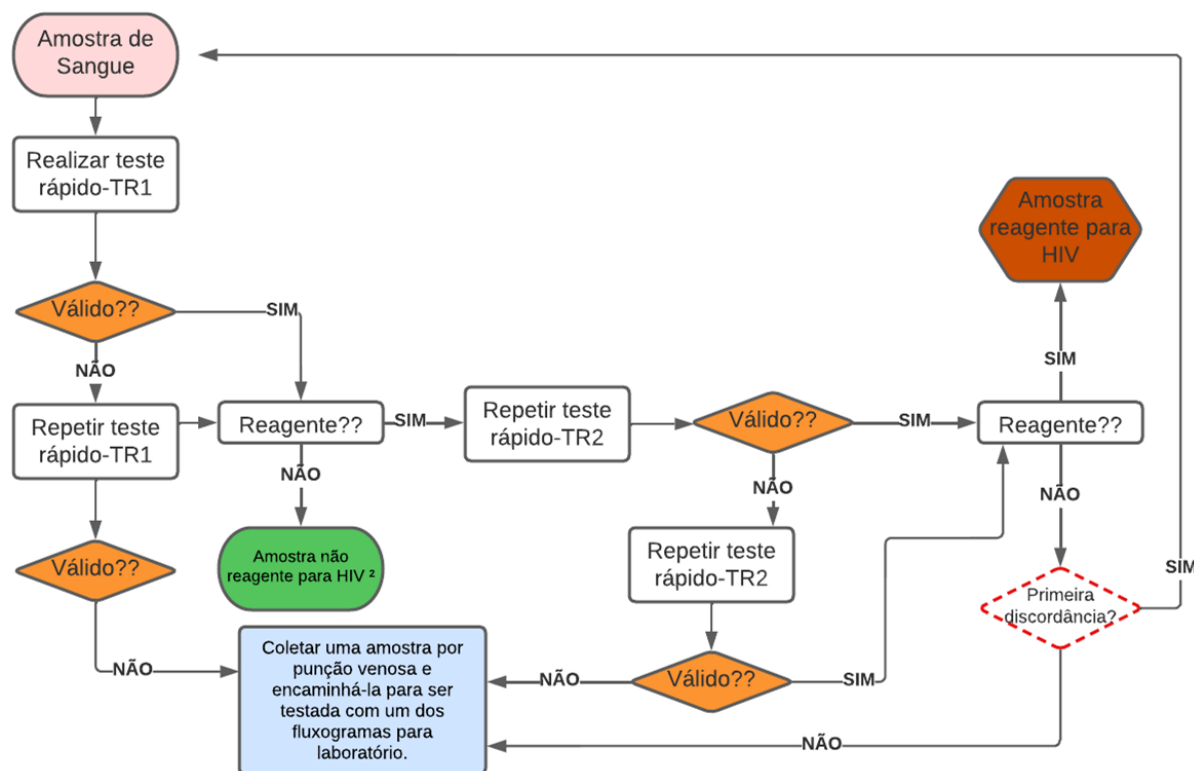 Amostra de
Sangue
Realizar teste
rápido-TR1
Válido??
SIM
NÃO
Repetir teste
rápido-TR1
Reagente??
SIM
NÃO
Válido??
NÃO
Amostra não
reagente para HIV ²
Repetir teste
rápido-TR2
Válido??
SIM
NÃO
Repetir teste
rápido-TR2
Válido??
NÃO
SIM
Reagente??
SIM
NÃO
Amostra
reagente para
HIV
Primeira
discordância?
SIM
NÃO
Coletar uma amostra por
punção venosa e
encaminhá-la para ser
testada com um dos
fluxogramas para
laboratório.